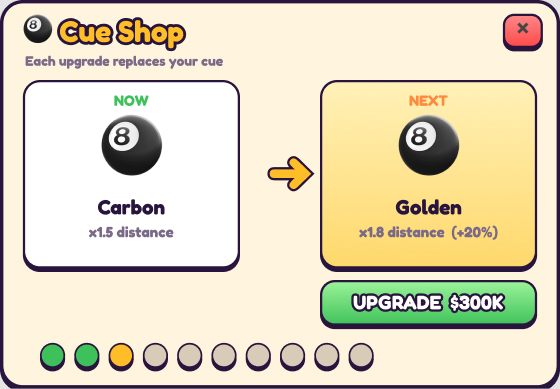 8 Cue Shop
×
Each upgrade replaces your cue
NOW
8
Carbon
x1.5 distance
NEXT
8
Golden
x1.8 distance (+20%)
UPGRADE $300K